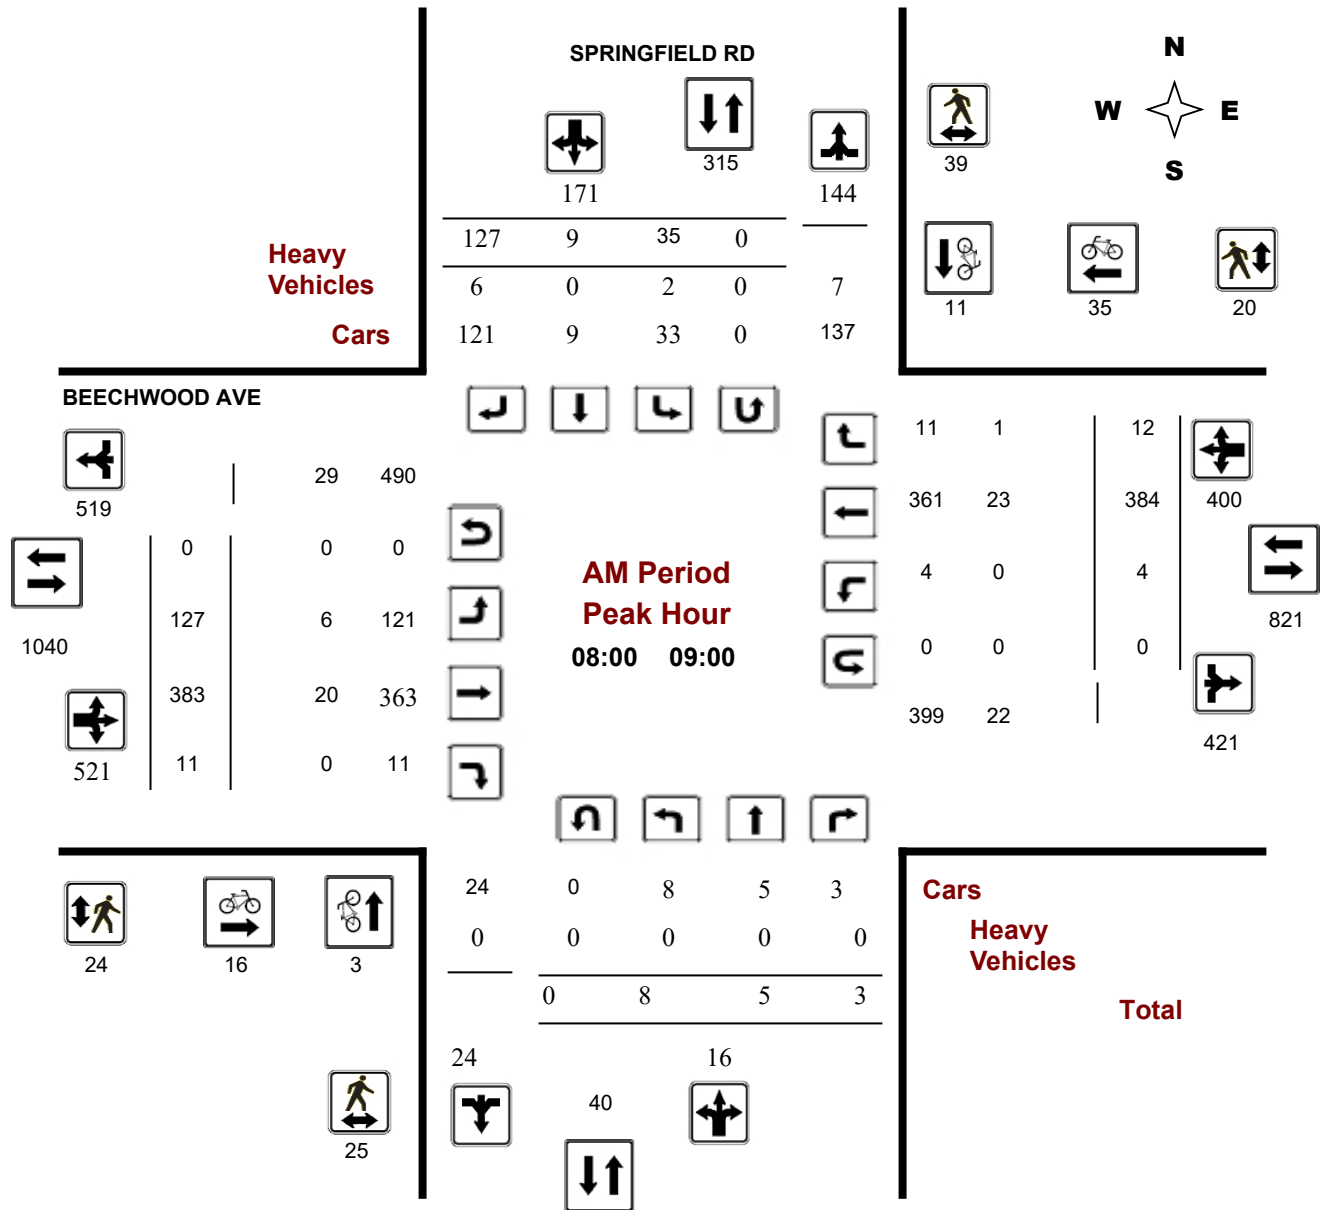 SPRINGFIELD RD
N
W E
S
315
39
171
144
127 9 35 0
Heavy
Vehicles
6 0 2 0 7
11 35 20
Cars
121 9 33 0 137
BEECHWOOD AVE
11 1 12
29 490
519
361 23 384 400
0 0 0
AM Period
4 0 4
127 6 121
Peak Hour
821
1040
08:00 09:00
0 0 0
383 20 363
399 22
421
521 11 0 11
24 0 8 5 3
Cars
0 0 0 0 0
Heavy
Vehicles
24 16 3
0 8 5 3
Total
24 16
40
25